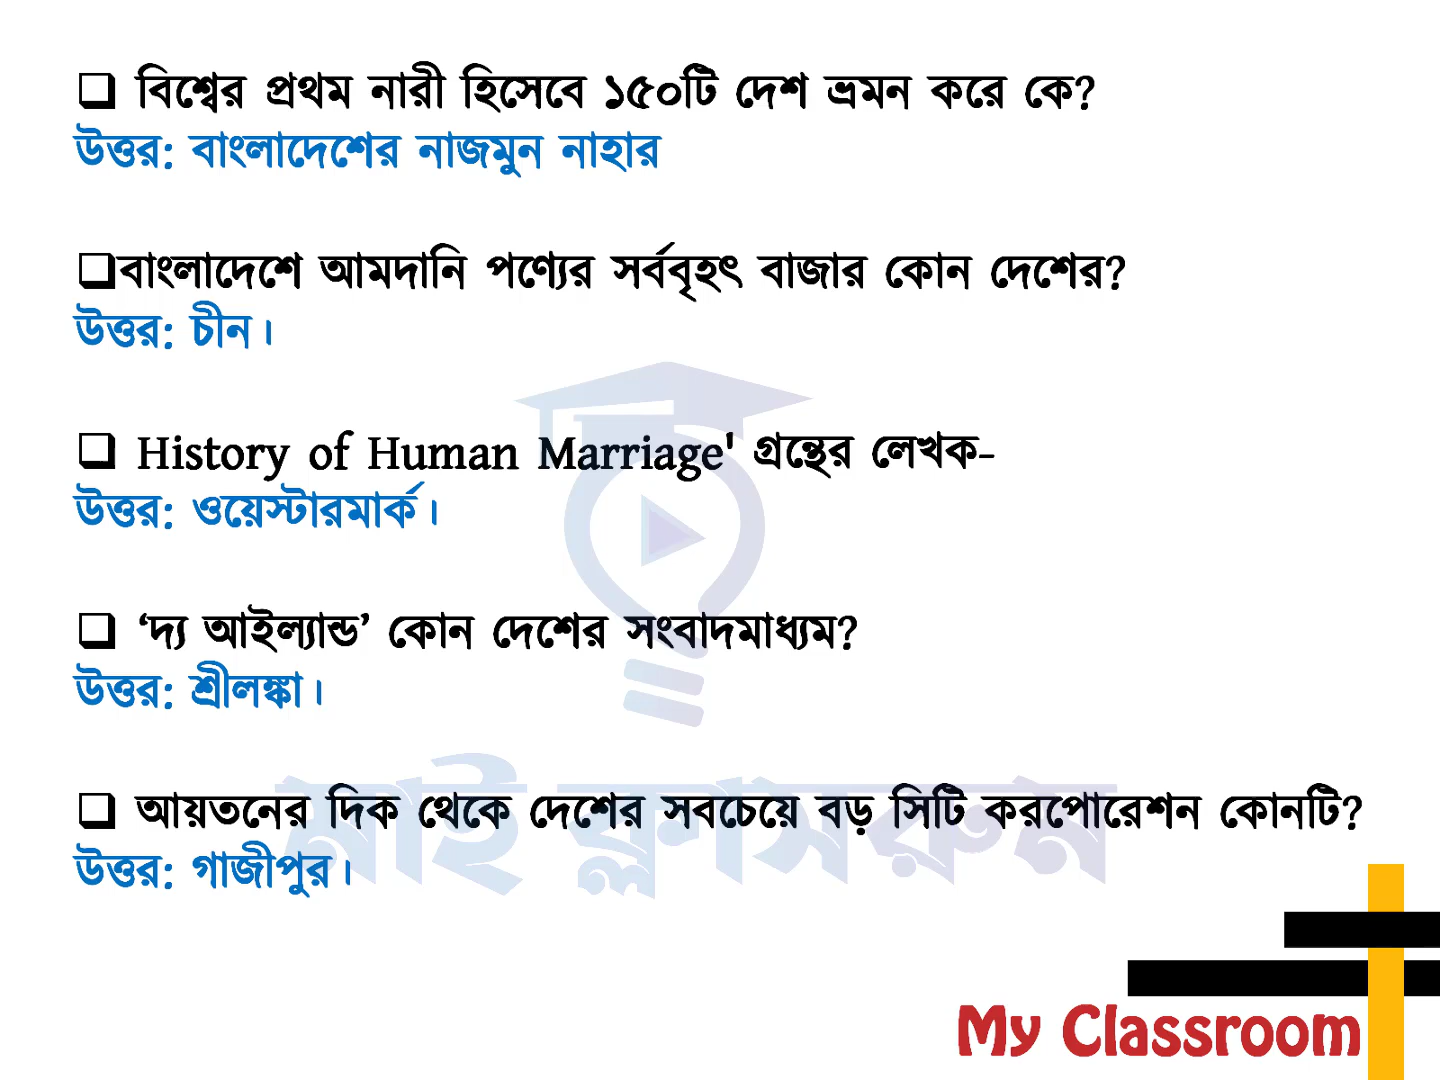 ❑ বিশ্বের প্রথম নারী হিসেবে ১৫০টি দেশ ভ্রমন করে কে?
উত্তর: বাংলাদেশের নাজমুন নাহার
❑বাংলাদেশে আমদানি পণ্যের সর্ববৃহৎ বাজার কোন দেশের?
উত্তর: চীন।
❑ History of Human Marriage' গ্রন্থের লেখক-
উত্তর: ওয়েস্টারমার্ক।
❑ ‘দ্য আইল্যান্ড’ কোন দেশের সংবাদমাধ্যম?
উত্তর: শ্রীলঙ্কা।
❑ আয়তনের দিক থেকে দেশের সবচেয়ে বড় সিটি করপোরেশন কোনটি?
উত্তর: গাজীপুর।
মাই ক্লাসরুম
My Classroom